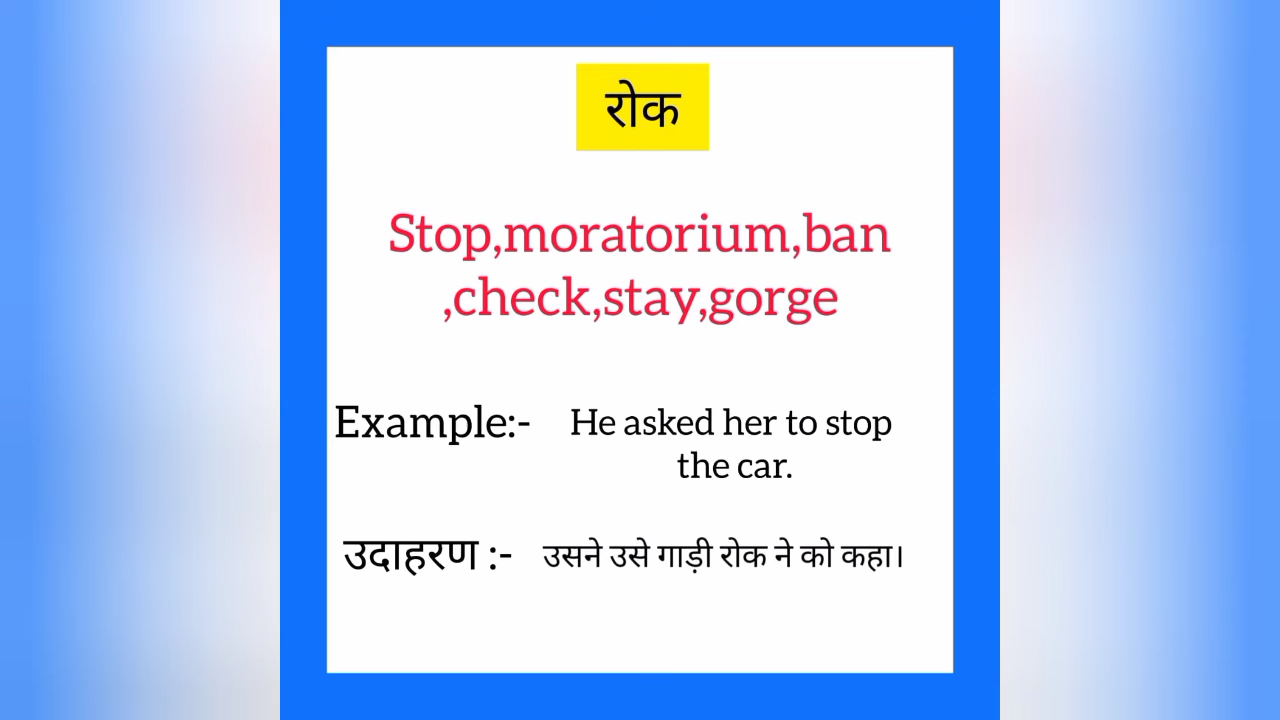 रोक
Stop,moratorium,ban
,check,stay,gorge
Example:- He asked her to stop
the car.
उदाहरण :- उसने उसे गाड़ी रोक ने को कहा।